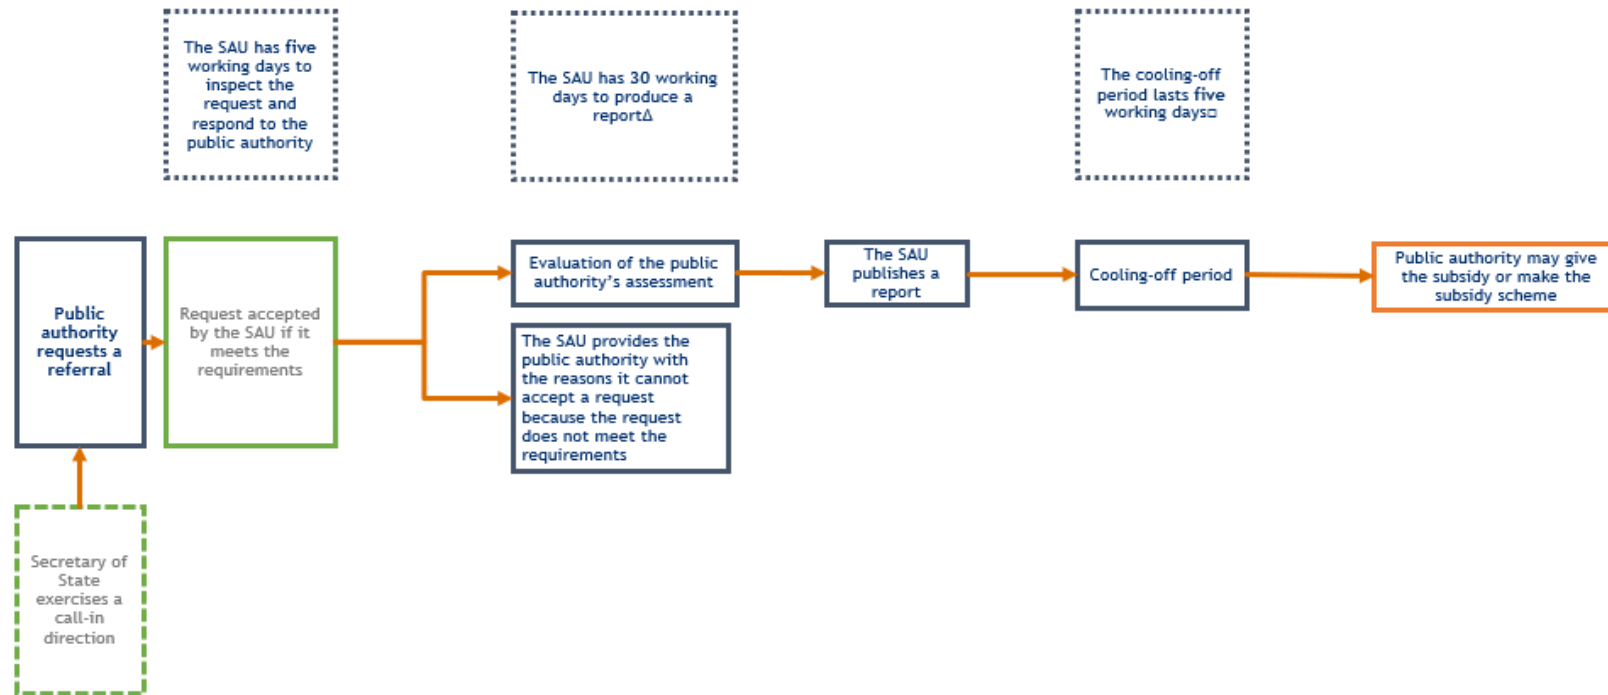 The SAU has five
working days to
inspect the
request and
respond to the
public authority
The SAU has 30 working
days to produce a
reportΔ
The cooling-off
period lasts five
working days□
Public
authority
requests a
referral
Request accepted
by the SAU if it
meets the
requirements
Evaluation of the public
authority's assessment
The SAU
publishes a
report
Cooling-off period
Public authority may give
the subsidy or make the
subsidy scheme
The SAU provides the
public authority with
the reasons it cannot
accept a request
because the request
does not meet the
requirements
Secretary of
State
exercises a
call-in
direction